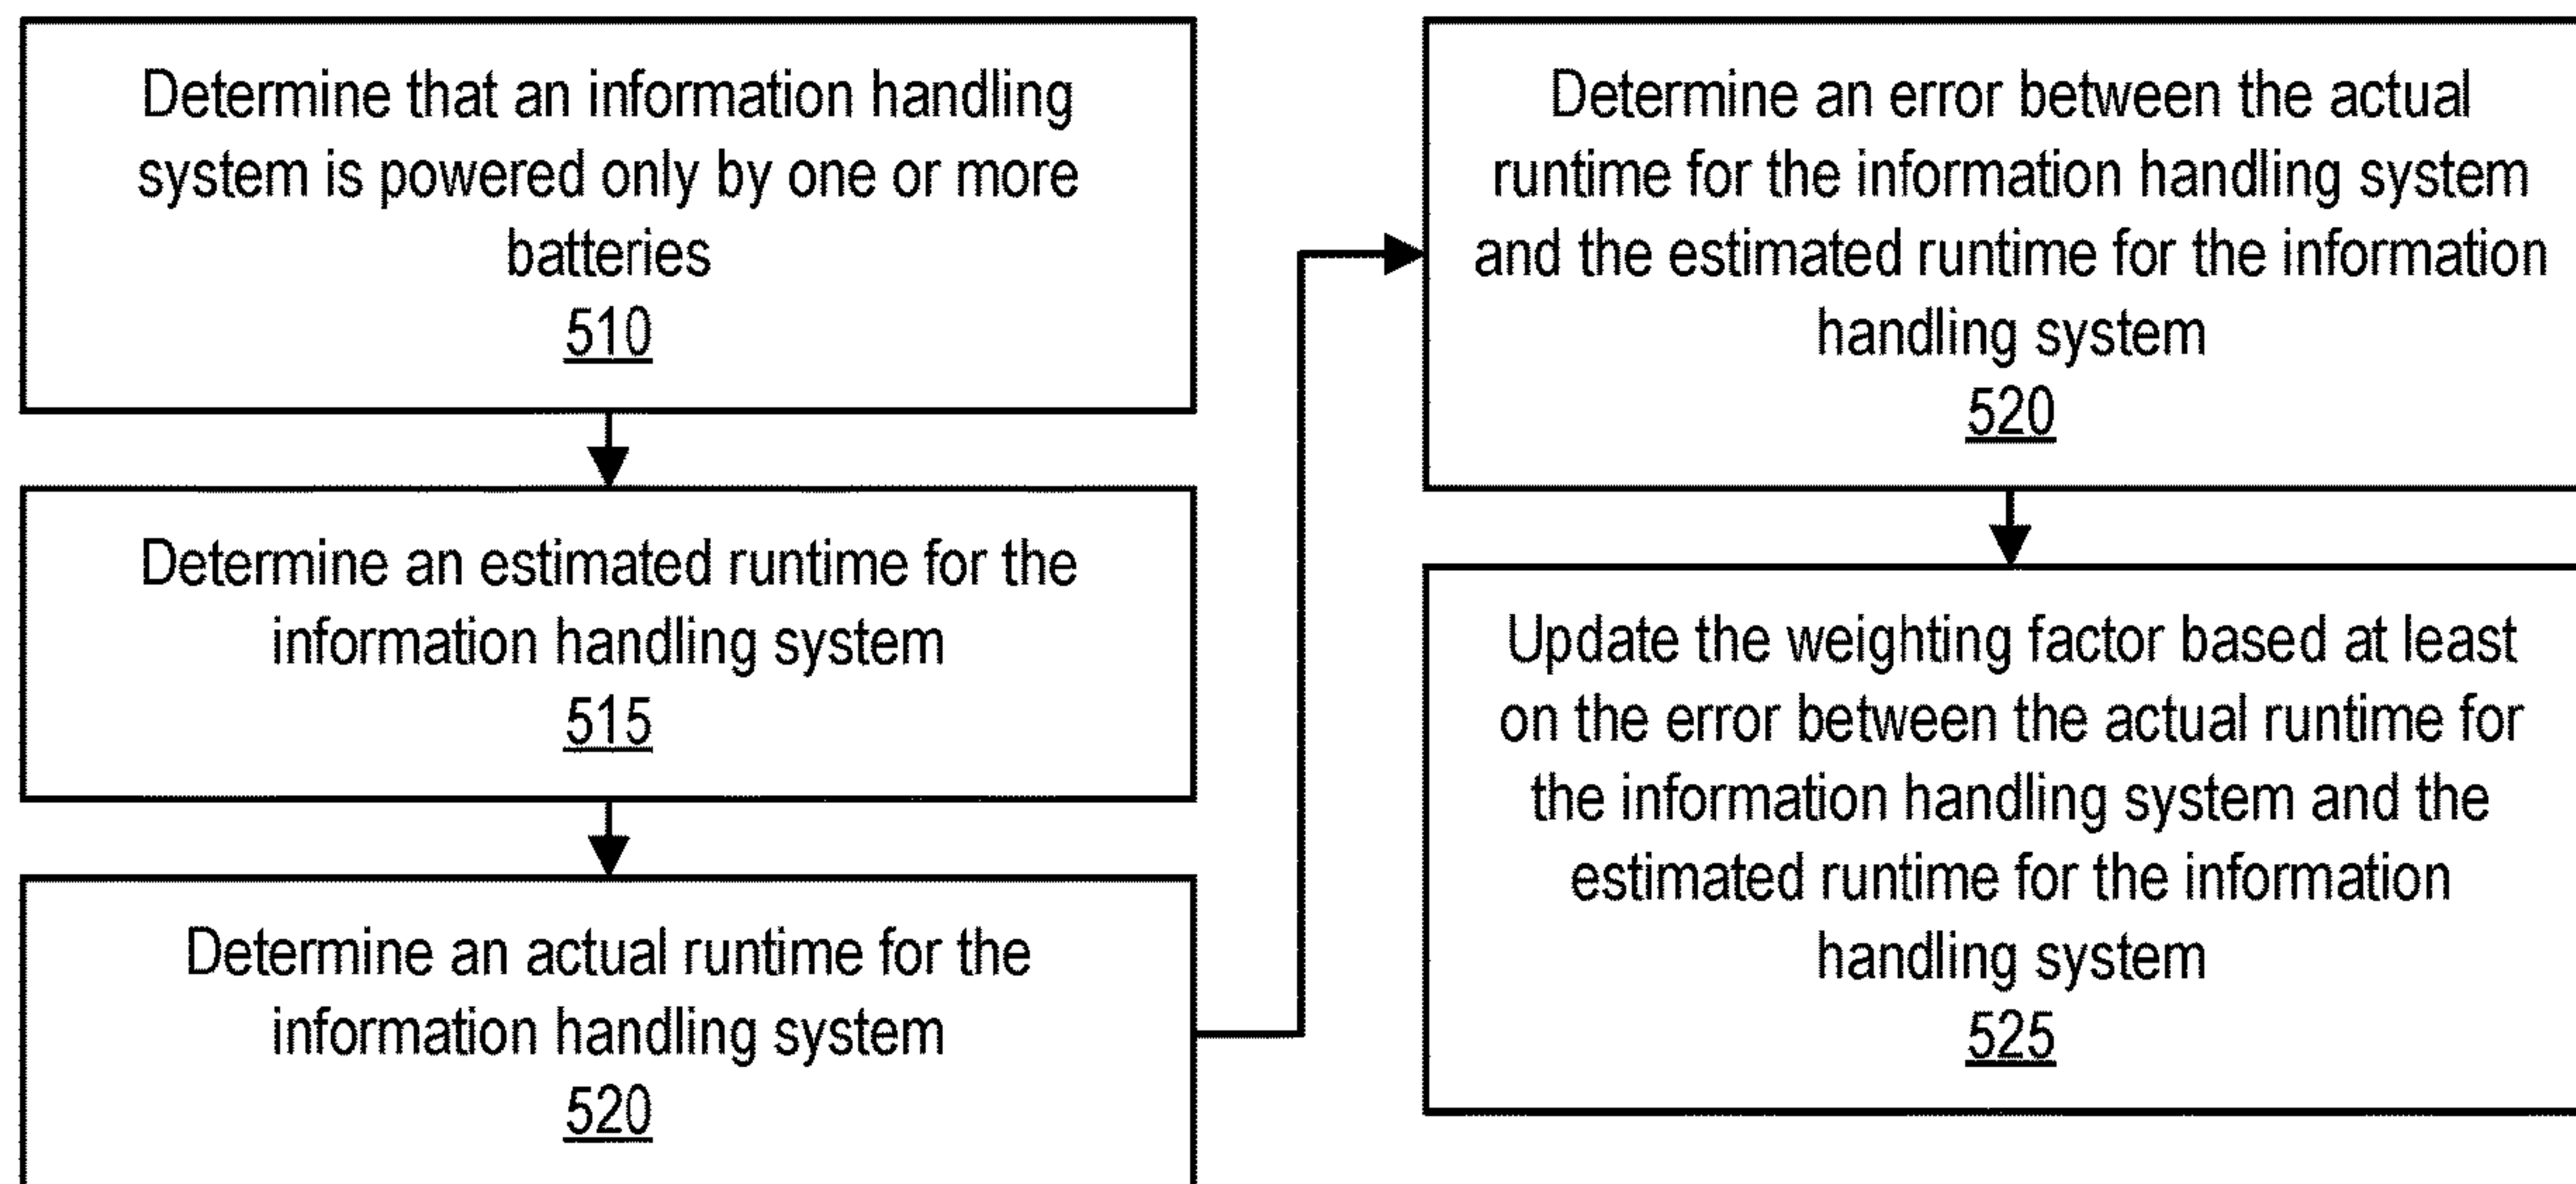 Determine that an information handling
system is powered only by one or more
batteries
510
Determine an estimated runtime for the
information handling system
515
Determine an actual runtime for the
information handling system
520
Determine an error between the actual
runtime for the information handling system
and the estimated runtime for the information
handling system
520
Update the weighting factor based at least
on the error between the actual runtime for
the information handling system and the
estimated runtime for the information
handling system
525